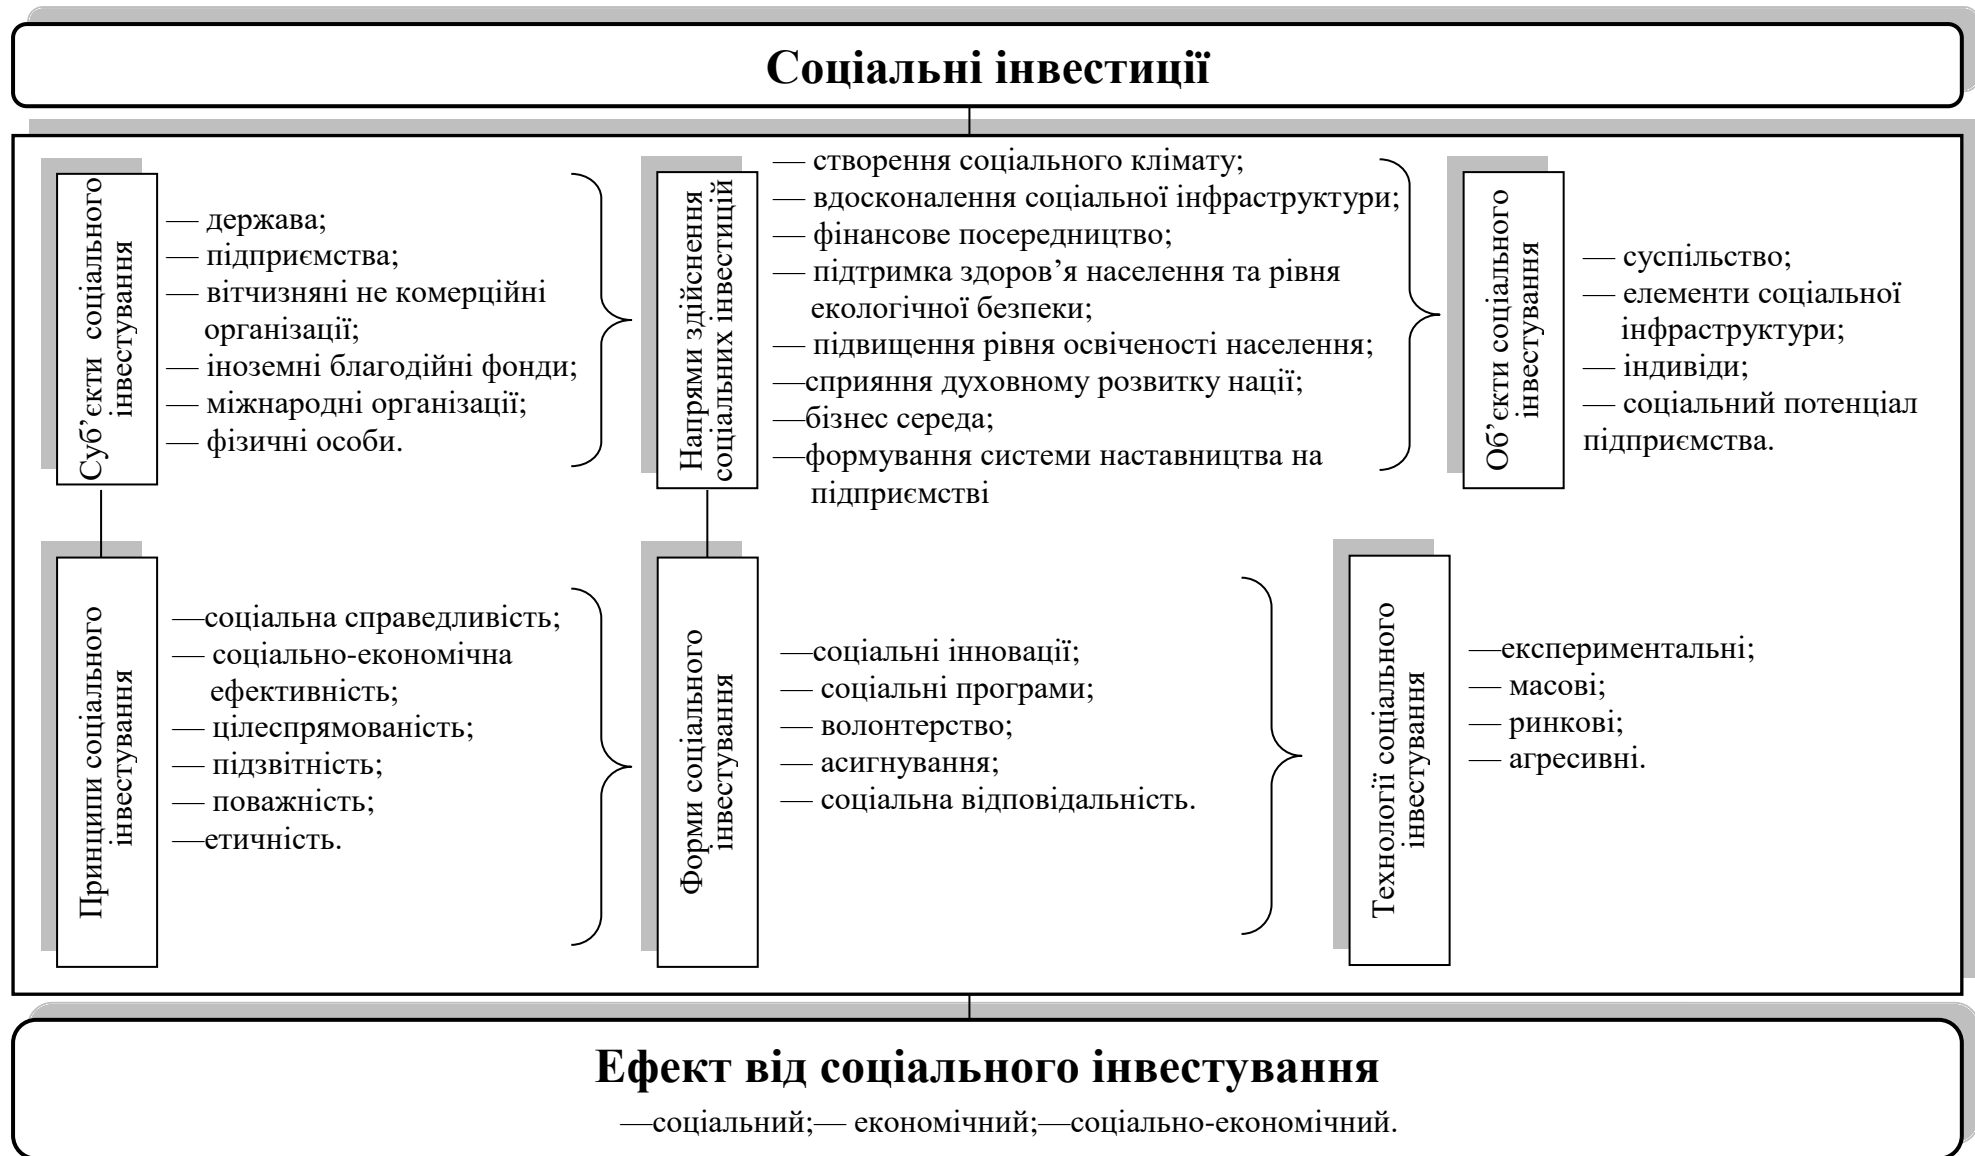 Соціальні інвестиції
Суб’єкти соціального
інвестування
— держава;
— підприємства;
— вітчизняні не комерційні
організації;
— іноземні благодійні фонди;
— міжнародні організації;
— фізичні особи.
Напрями здійснення
соціальних інвестицій
— створення соціального клімату;
— вдосконалення соціальної інфраструктури;
— фінансове посередництво;
— підтримка здоров’я населення та рівня
екологічної безпеки;
— підвищення рівня освіченості населення;
—сприяння духовному розвитку нації;
—бізнес середа;
—формування системи наставництва на
підприємстві
Об’єкти соціального
інвестування
— суспільство;
— елементи соціальної
інфраструктури;
— індивіди;
— соціальний потенціал
підприємства.
Принципи соціального
інвестування
—соціальна справедливість;
— соціально-економічна
ефективність;
— цілеспрямованість;
— підзвітність;
— поважність;
—етичність.
Форми соціального
інвестування
—соціальні інновації;
— соціальні програми;
— волонтерство;
— асигнування;
— соціальна відповідальність.
Технології соціального
інвестування
—експериментальні;
— масові;
— ринкові;
— агресивні.
Ефект від соціального інвестування
—соціальний;— економічний;—соціально-економічний.